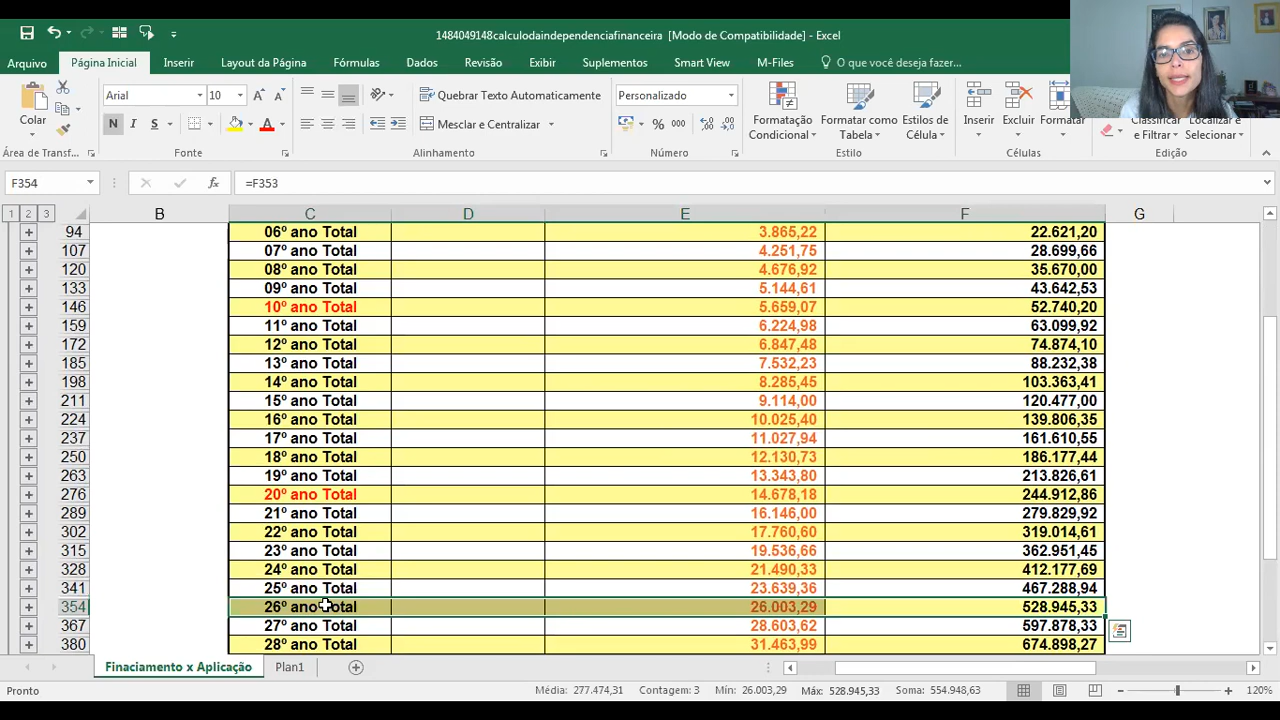 1484049148calculodaindependenciafinanceira [Modo de Compatibilidade] - Excel
Arquivo Página Inicial Inserir Layout da Página Fórmulas Dados Revisão Suplementos Smart View M-Files O que você deseja fazer...
Colar
Arial 10
N I S
Quebrar Texto Automaticamente
Mesclar e Centralizar
Personalizado
%
Formatação Condicional
Formatar como Tabela
Estilos de Célula
Inserir Excluir Formatar
Classificar e Filtrar
Localizar e Selecionar
Área de Transf... Fonte Alinhamento Número Estilo Células Edição
F354 fx =F353
1 2 3 B C D E F G
94 06º ano Total 3.865,22 22.621,20
107 07º ano Total 4.251,75 28.699,66
120 08º ano Total 4.676,92 35.670,00
133 09º ano Total 5.144,61 43.642,53
146 10º ano Total 5.659,07 52.740,20
159 11º ano Total 6.224,98 63.099,92
172 12º ano Total 6.847,48 74.874,10
185 13º ano Total 7.532,23 88.232,38
198 14º ano Total 8.285,45 103.363,41
211 15º ano Total 9.114,00 120.477,00
224 16º ano Total 10.025,40 139.806,35
237 17º ano Total 11.027,94 161.610,55
250 18º ano Total 12.130,73 186.177,44
263 19º ano Total 13.343,80 213.826,61
276 20º ano Total 14.678,18 244.912,86
289 21º ano Total 16.146,00 279.829,92
302 22º ano Total 17.760,60 319.014,61
315 23º ano Total 19.536,66 362.951,45
328 24º ano Total 21.490,33 412.177,69
341 25º ano Total 23.639,36 467.288,94
354 26º ano Total 26.003,29 528.945,33
367 27º ano Total 28.603,62 597.878,33
380 28º ano Total 31.463,99 674.898,27
Finaciamento x Aplicação Plan1
Pronto Média: 277.474,31 Contagem: 3 Mín: 26.003,29 Máx: 528.945,33 Soma: 554.948,63 120%